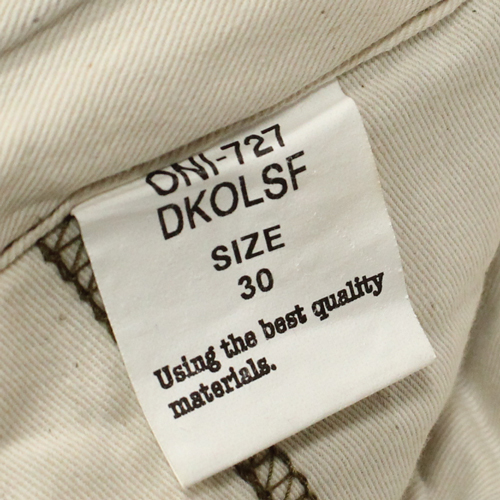 ONI-727
DKOLSF
SIZE
30
Using the best quality
materials.